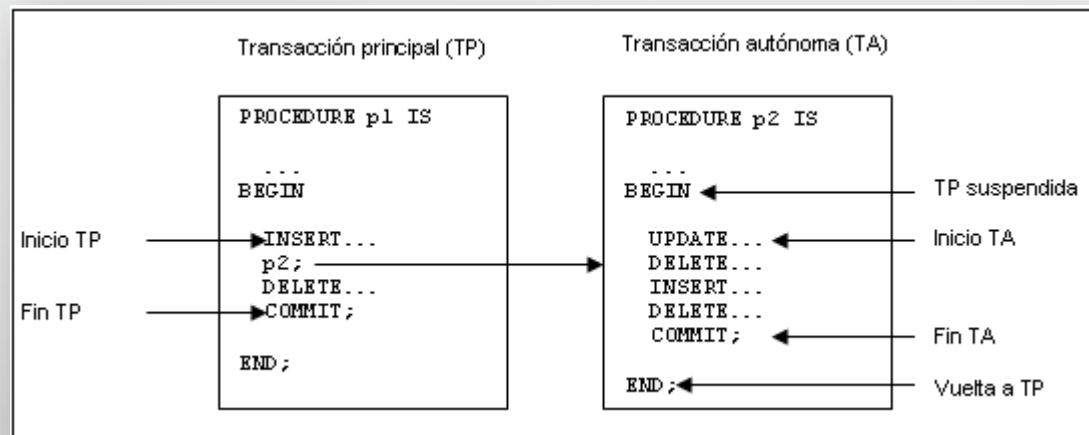 Transacción principal (TP)
Transacción autónoma (TA)
PROCEDURE p1 IS
...
BEGIN
Inicio TP
INSERT...
p2;
DELETE...
Fin TP
COMMIT;
END;
PROCEDURE p2 IS
...
BEGIN
TP suspendida
UPDATE...
Inicio TA
DELETE...
INSERT...
DELETE...
COMMIT;
Fin TA
END;
Vuelta a TP